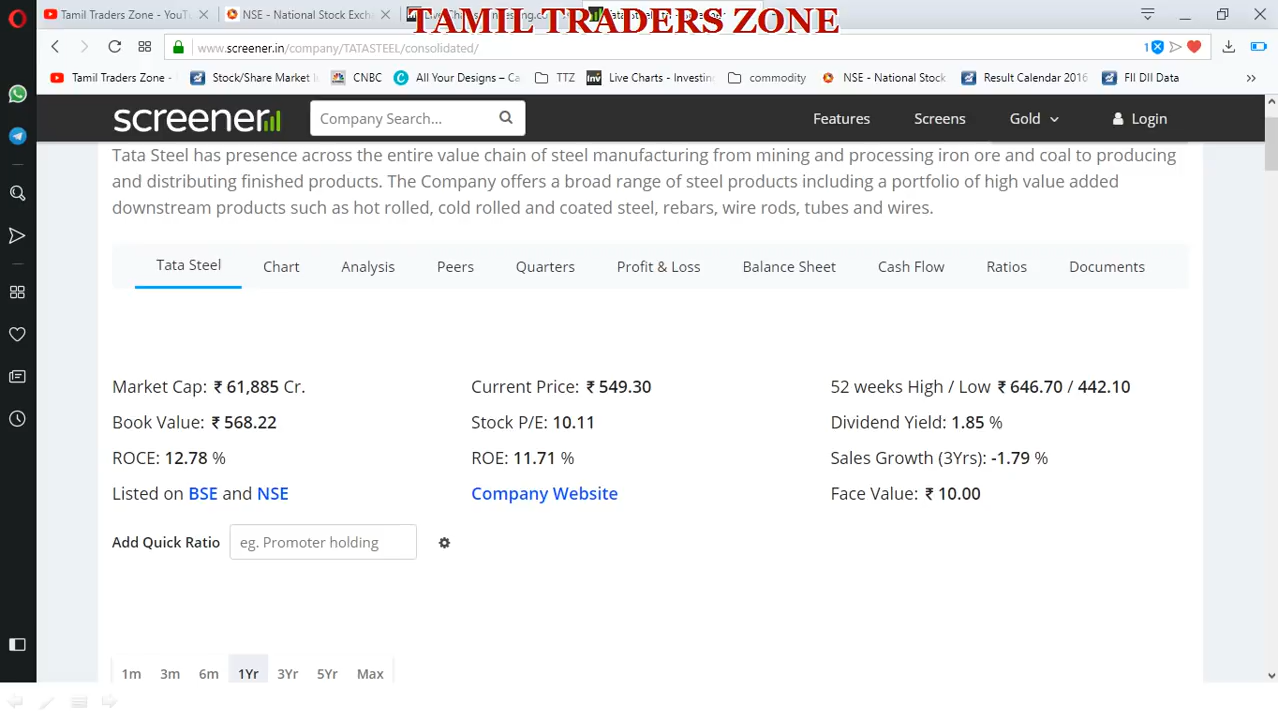 Tamil Traders Zone - YouT
NSE - National Stock Exch
TAMIL TRADERS ZONE
www.screener.in/company/TATASTEEL/consolidated/
1
Tamil Traders Zone -
Stock/Share Market I
CNBC
All Your Designs – Ca
TTZ
Live Charts - Investin
commodity
NSE - National Stock
Result Calendar 2016
FII DII Data
»
screener
Company Search...
Features
Screens
Gold
Login
Tata Steel has presence across the entire value chain of steel manufacturing from mining and processing iron ore and coal to producing
and distributing finished products. The Company offers a broad range of steel products including a portfolio of high value added
downstream products such as hot rolled, cold rolled and coated steel, rebars, wire rods, tubes and wires.
Tata Steel Chart Analysis Peers Quarters Profit & Loss Balance Sheet Cash Flow Ratios Documents
Market Cap: ₹ 61,885 Cr.
Current Price: ₹ 549.30
52 weeks High / Low ₹ 646.70 / 442.10
Book Value: ₹ 568.22
Stock P/E: 10.11
Dividend Yield: 1.85 %
ROCE: 12.78 %
ROE: 11.71 %
Sales Growth (3Yrs): -1.79 %
Listed on BSE and NSE
Company Website
Face Value: ₹ 10.00
Add Quick Ratio
eg. Promoter holding
1m 3m 6m 1Yr 3Yr 5Yr Max